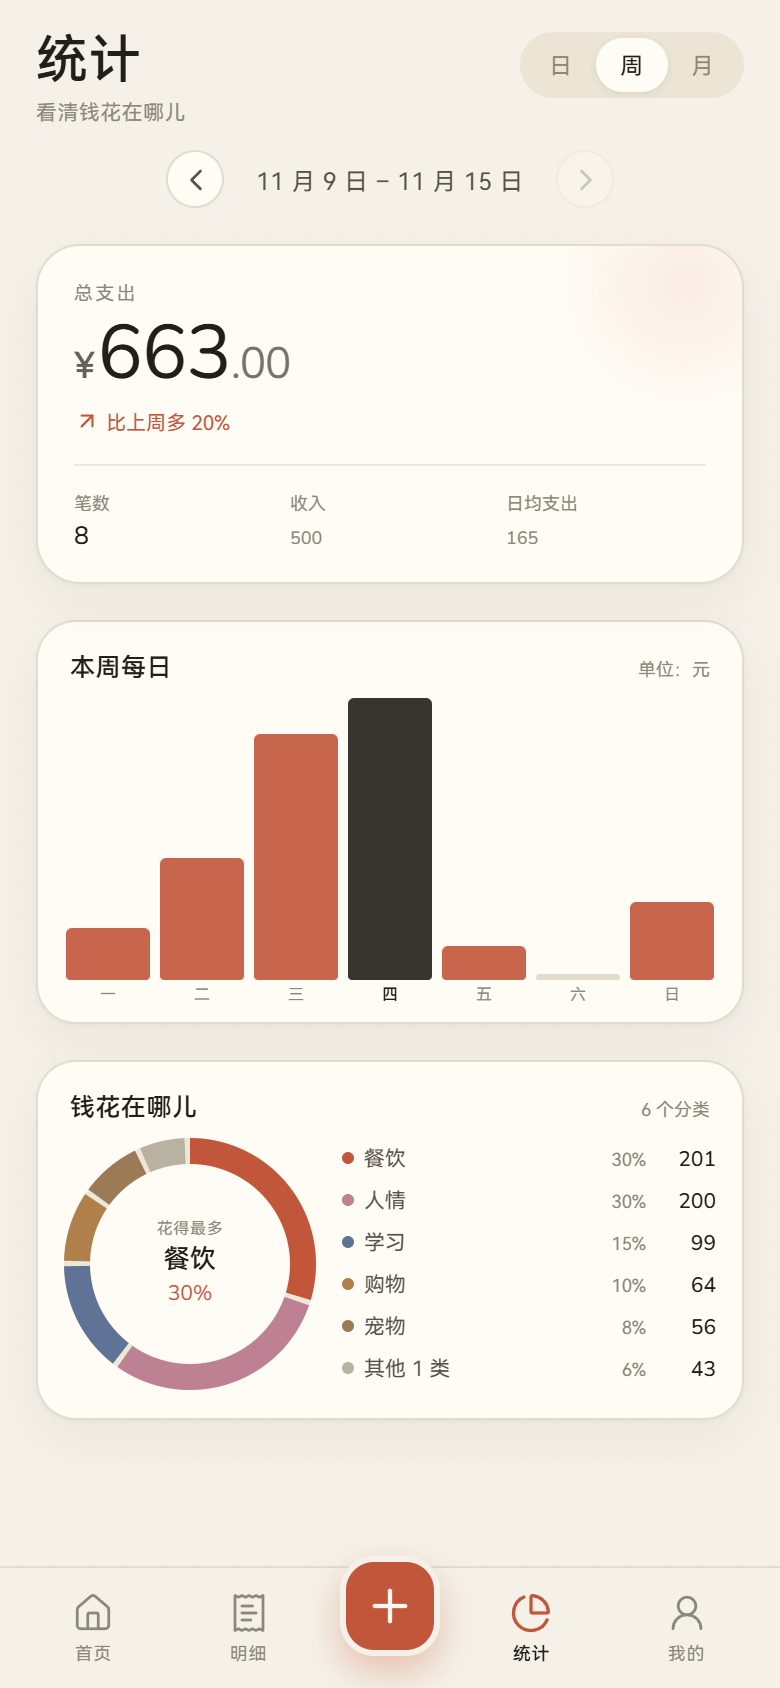 统计
日 周 月
看清钱花在哪儿
11 月 9 日 – 11 月 15 日
总支出
¥663.00
比上周多 20%
笔数 收入 日均支出
8 500 165
本周每日 单位：元
一 二 三 四 五 六 日
钱花在哪儿 6 个分类
花得最多
餐饮
30%
餐饮 30% 201
人情 30% 200
学习 15% 99
购物 10% 64
宠物 8% 56
其他 1 类 6% 43
首页 明细 统计 我的